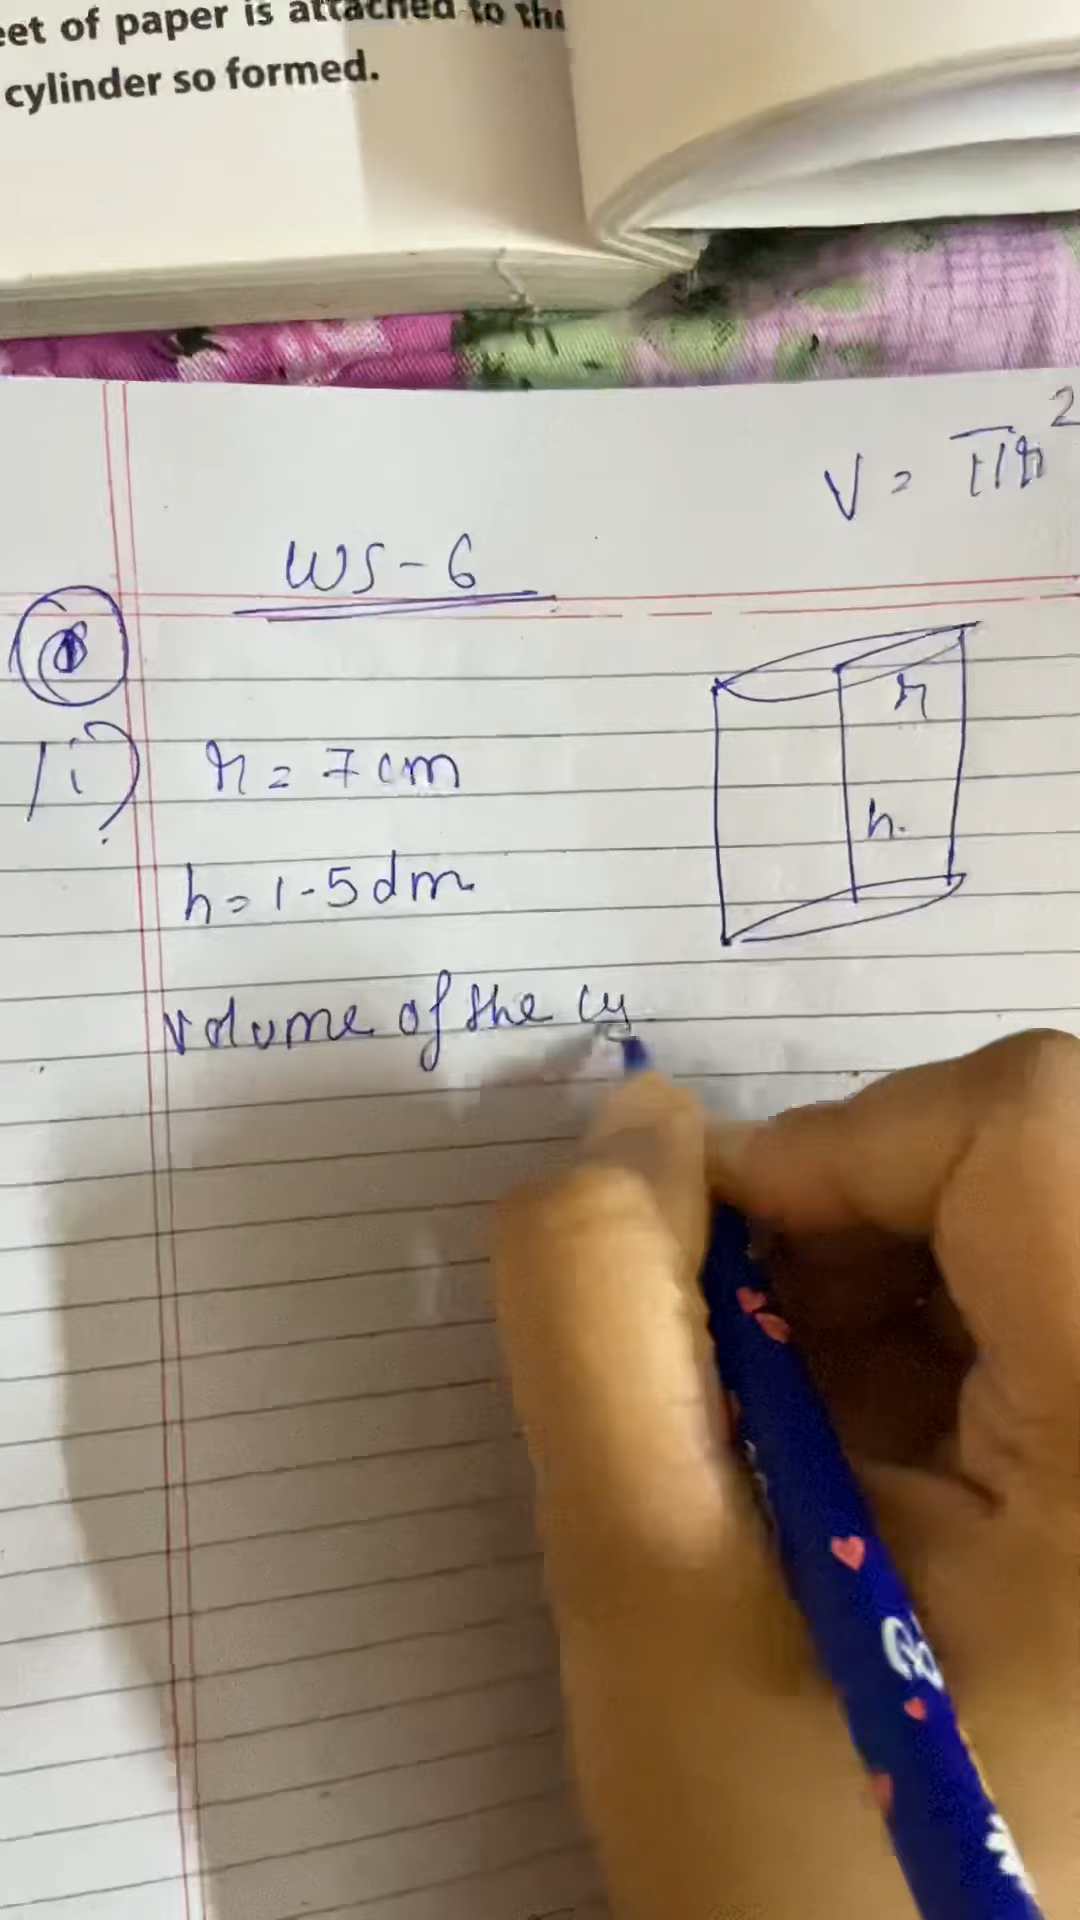 eet of paper is attached to the
cylinder so formed.
V = πr²
WS-6
1 i)
r = 7 cm
h = 1.5 dm
r
h.
Volume of the cy